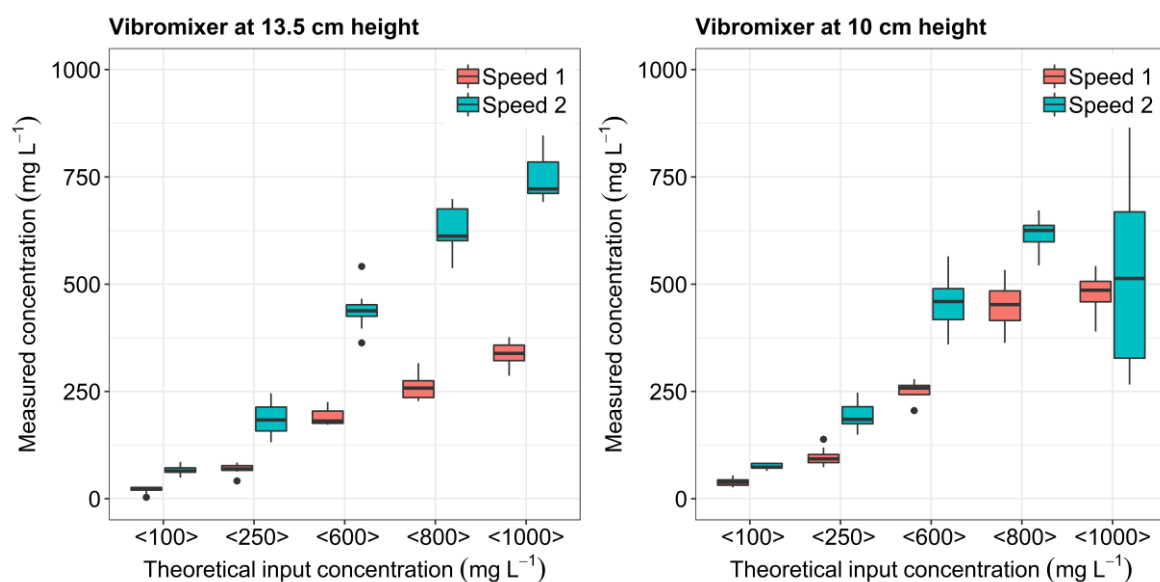 Vibromixer at 13.5 cm height
1000
750
500
250
0
Measured concentration (mg L⁻¹)
Speed 1
Speed 2
<100> <250> <600> <800> <1000>
Theoretical input concentration (mg L⁻¹)
Vibromixer at 10 cm height
1000
750
500
250
0
Measured concentration (mg L⁻¹)
Speed 1
Speed 2
<100> <250> <600> <800> <1000>
Theoretical input concentration (mg L⁻¹)